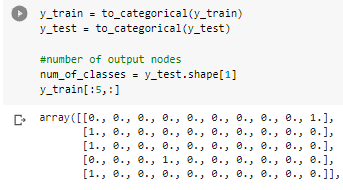 y_train = to_categorical(y_train)
y_test = to_categorical(y_test)
#number of output nodes
num_of_classes = y_test.shape[1]
y_train[:5,:]
array([[0., 0., 0., 0., 0., 0., 0., 0., 0., 1.],
[1., 0., 0., 0., 0., 0., 0., 0., 0., 0.],
[1., 0., 0., 0., 0., 0., 0., 0., 0., 0.],
[0., 0., 0., 1., 0., 0., 0., 0., 0., 0.],
[1., 0., 0., 0., 0., 0., 0., 0., 0., 0.]],